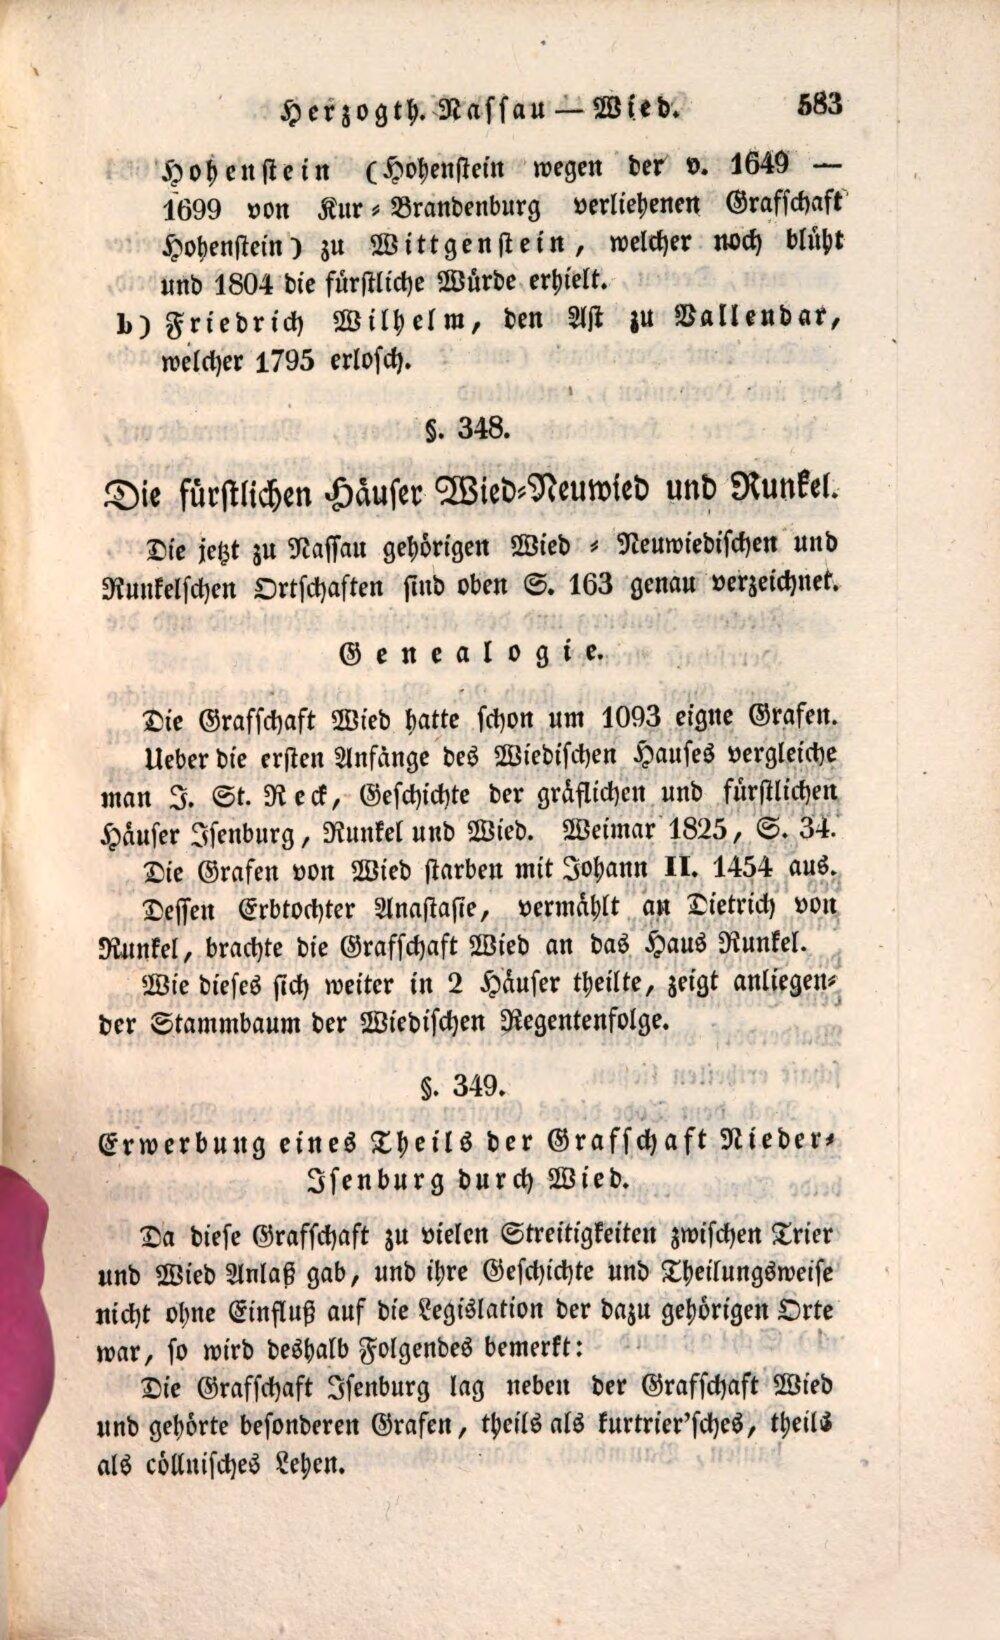 Herzogth. Nassau — Wied. 583
Hohenstein (Hohenstein wegen der v. 1649 —
1699 von Kur-Brandenburg verliehenen Grafschaft
Hohenstein) zu Wittgenstein, welcher noch blüht
und 1804 die fürstliche Würde erhielt.
b) Friedrich Wilhelm, den Ast zu Vallendar,
welcher 1795 erlosch.
§. 348.
Die fürstlichen Häuser Wied-Neuwied und Runkel.
Die jetzt zu Nassau gehörigen Wied-Neuwiedischen und
Runkelschen Ortschaften sind oben S. 163 genau verzeichnet.
Genealogie.
Die Grafschaft Wied hatte schon um 1093 eigne Grafen.
Ueber die ersten Anfänge des Wiedischen Hauses vergleiche
man J. St. Reck, Geschichte der gräflichen und fürstlichen
Häuser Isenburg, Runkel und Wied. Weimar 1825, S. 34.
Die Grafen von Wied starben mit Johann II. 1454 aus.
Dessen Erbtochter Anastasie, vermählt an Dietrich von
Runkel, brachte die Grafschaft Wied an das Haus Runkel.
Wie dieses sich weiter in 2 Häuser theilte, zeigt anliegen-
der Stammbaum der Wiedischen Regentenfolge.
§. 349.
Erwerbung eines Theils der Grafschaft Nieder-
Isenburg durch Wied.
Da diese Grafschaft zu vielen Streitigkeiten zwischen Trier
und Wied Anlaß gab, und ihre Geschichte und Theilungsweise
nicht ohne Einfluß auf die Legislation der dazu gehörigen Orte
war, so wird deshalb Folgendes bemerkt:
Die Grafschaft Isenburg lag neben der Grafschaft Wied
und gehörte besonderen Grafen, theils als kurtrier'sches, theils
als cöllnisches Lehen.